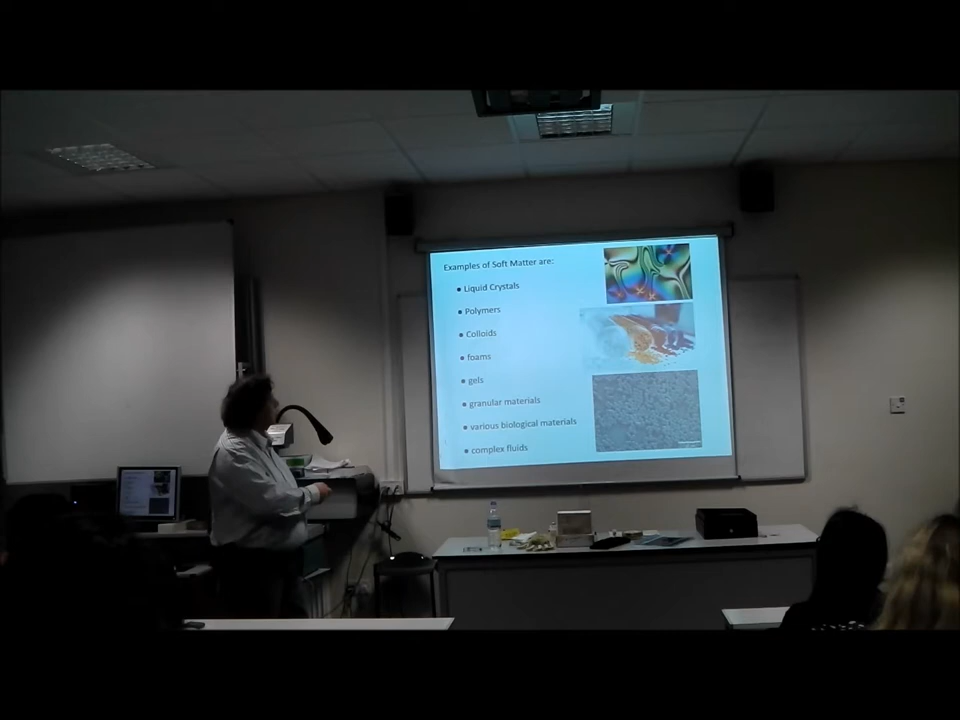 Examples of Soft Matter are:
▪ Liquid Crystals
▪ Polymers
▪ Colloids
▪ foams
▪ gels
▪ granular materials
▪ various biological materials
▪ complex fluids